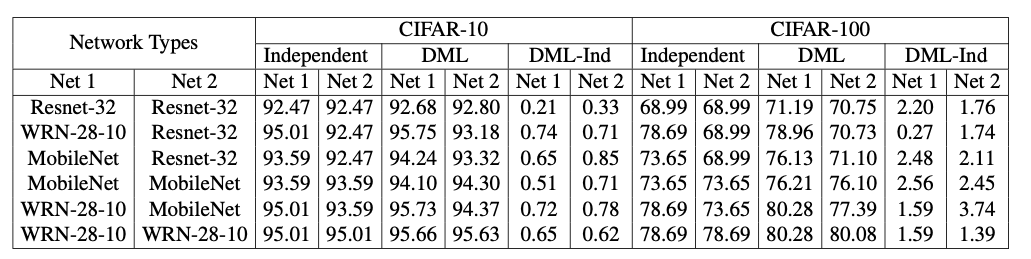 Network Types CIFAR-10 CIFAR-100
Independent DML DML-Ind Independent DML DML-Ind
Net 1 Net 2 Net 1 Net 2 Net 1 Net 2 Net 1 Net 2 Net 1 Net 2 Net 1 Net 2 Net 1 Net 2
Resnet-32 Resnet-32 92.47 92.47 92.68 92.80 0.21 0.33 68.99 68.99 71.19 70.75 2.20 1.76
WRN-28-10 Resnet-32 95.01 92.47 95.75 93.18 0.74 0.71 78.69 68.99 78.96 70.73 0.27 1.74
MobileNet Resnet-32 93.59 92.47 94.24 93.32 0.65 0.85 73.65 68.99 76.13 71.10 2.48 2.11
MobileNet MobileNet 93.59 93.59 94.10 94.30 0.51 0.71 73.65 73.65 76.21 76.10 2.56 2.45
WRN-28-10 MobileNet 95.01 93.59 95.73 94.37 0.72 0.78 78.69 73.65 80.28 77.39 1.59 3.74
WRN-28-10 WRN-28-10 95.01 95.01 95.66 95.63 0.65 0.62 78.69 78.69 80.28 80.08 1.59 1.39